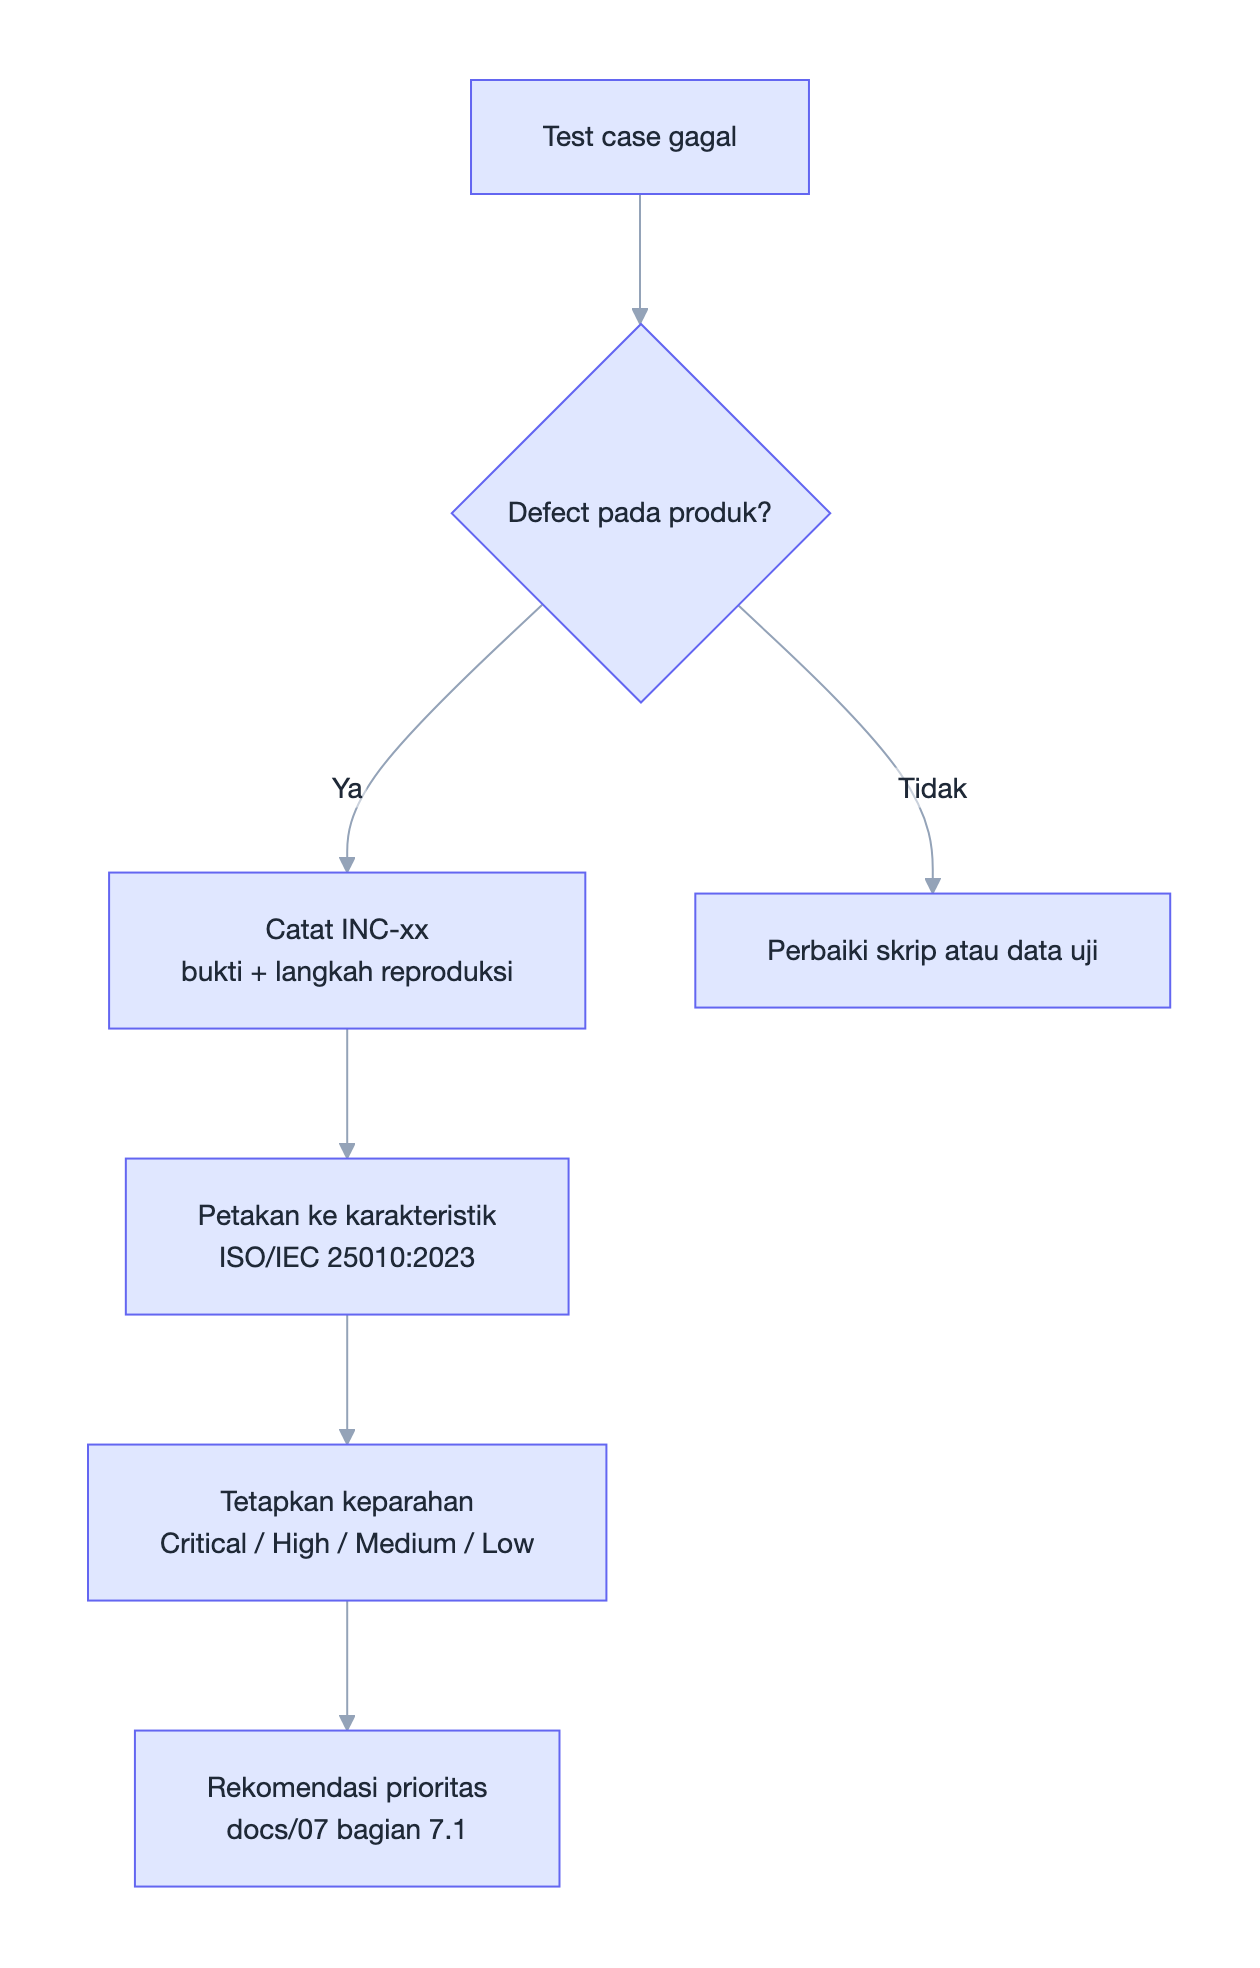 Test case gagal
Defect pada produk?
Ya
Tidak
Catat INC-xx
bukti + langkah reproduksi
Perbaiki skrip atau data uji
Petakan ke karakteristik
ISO/IEC 25010:2023
Tetapkan keparahan
Critical / High / Medium / Low
Rekomendasi prioritas
docs/07 bagian 7.1